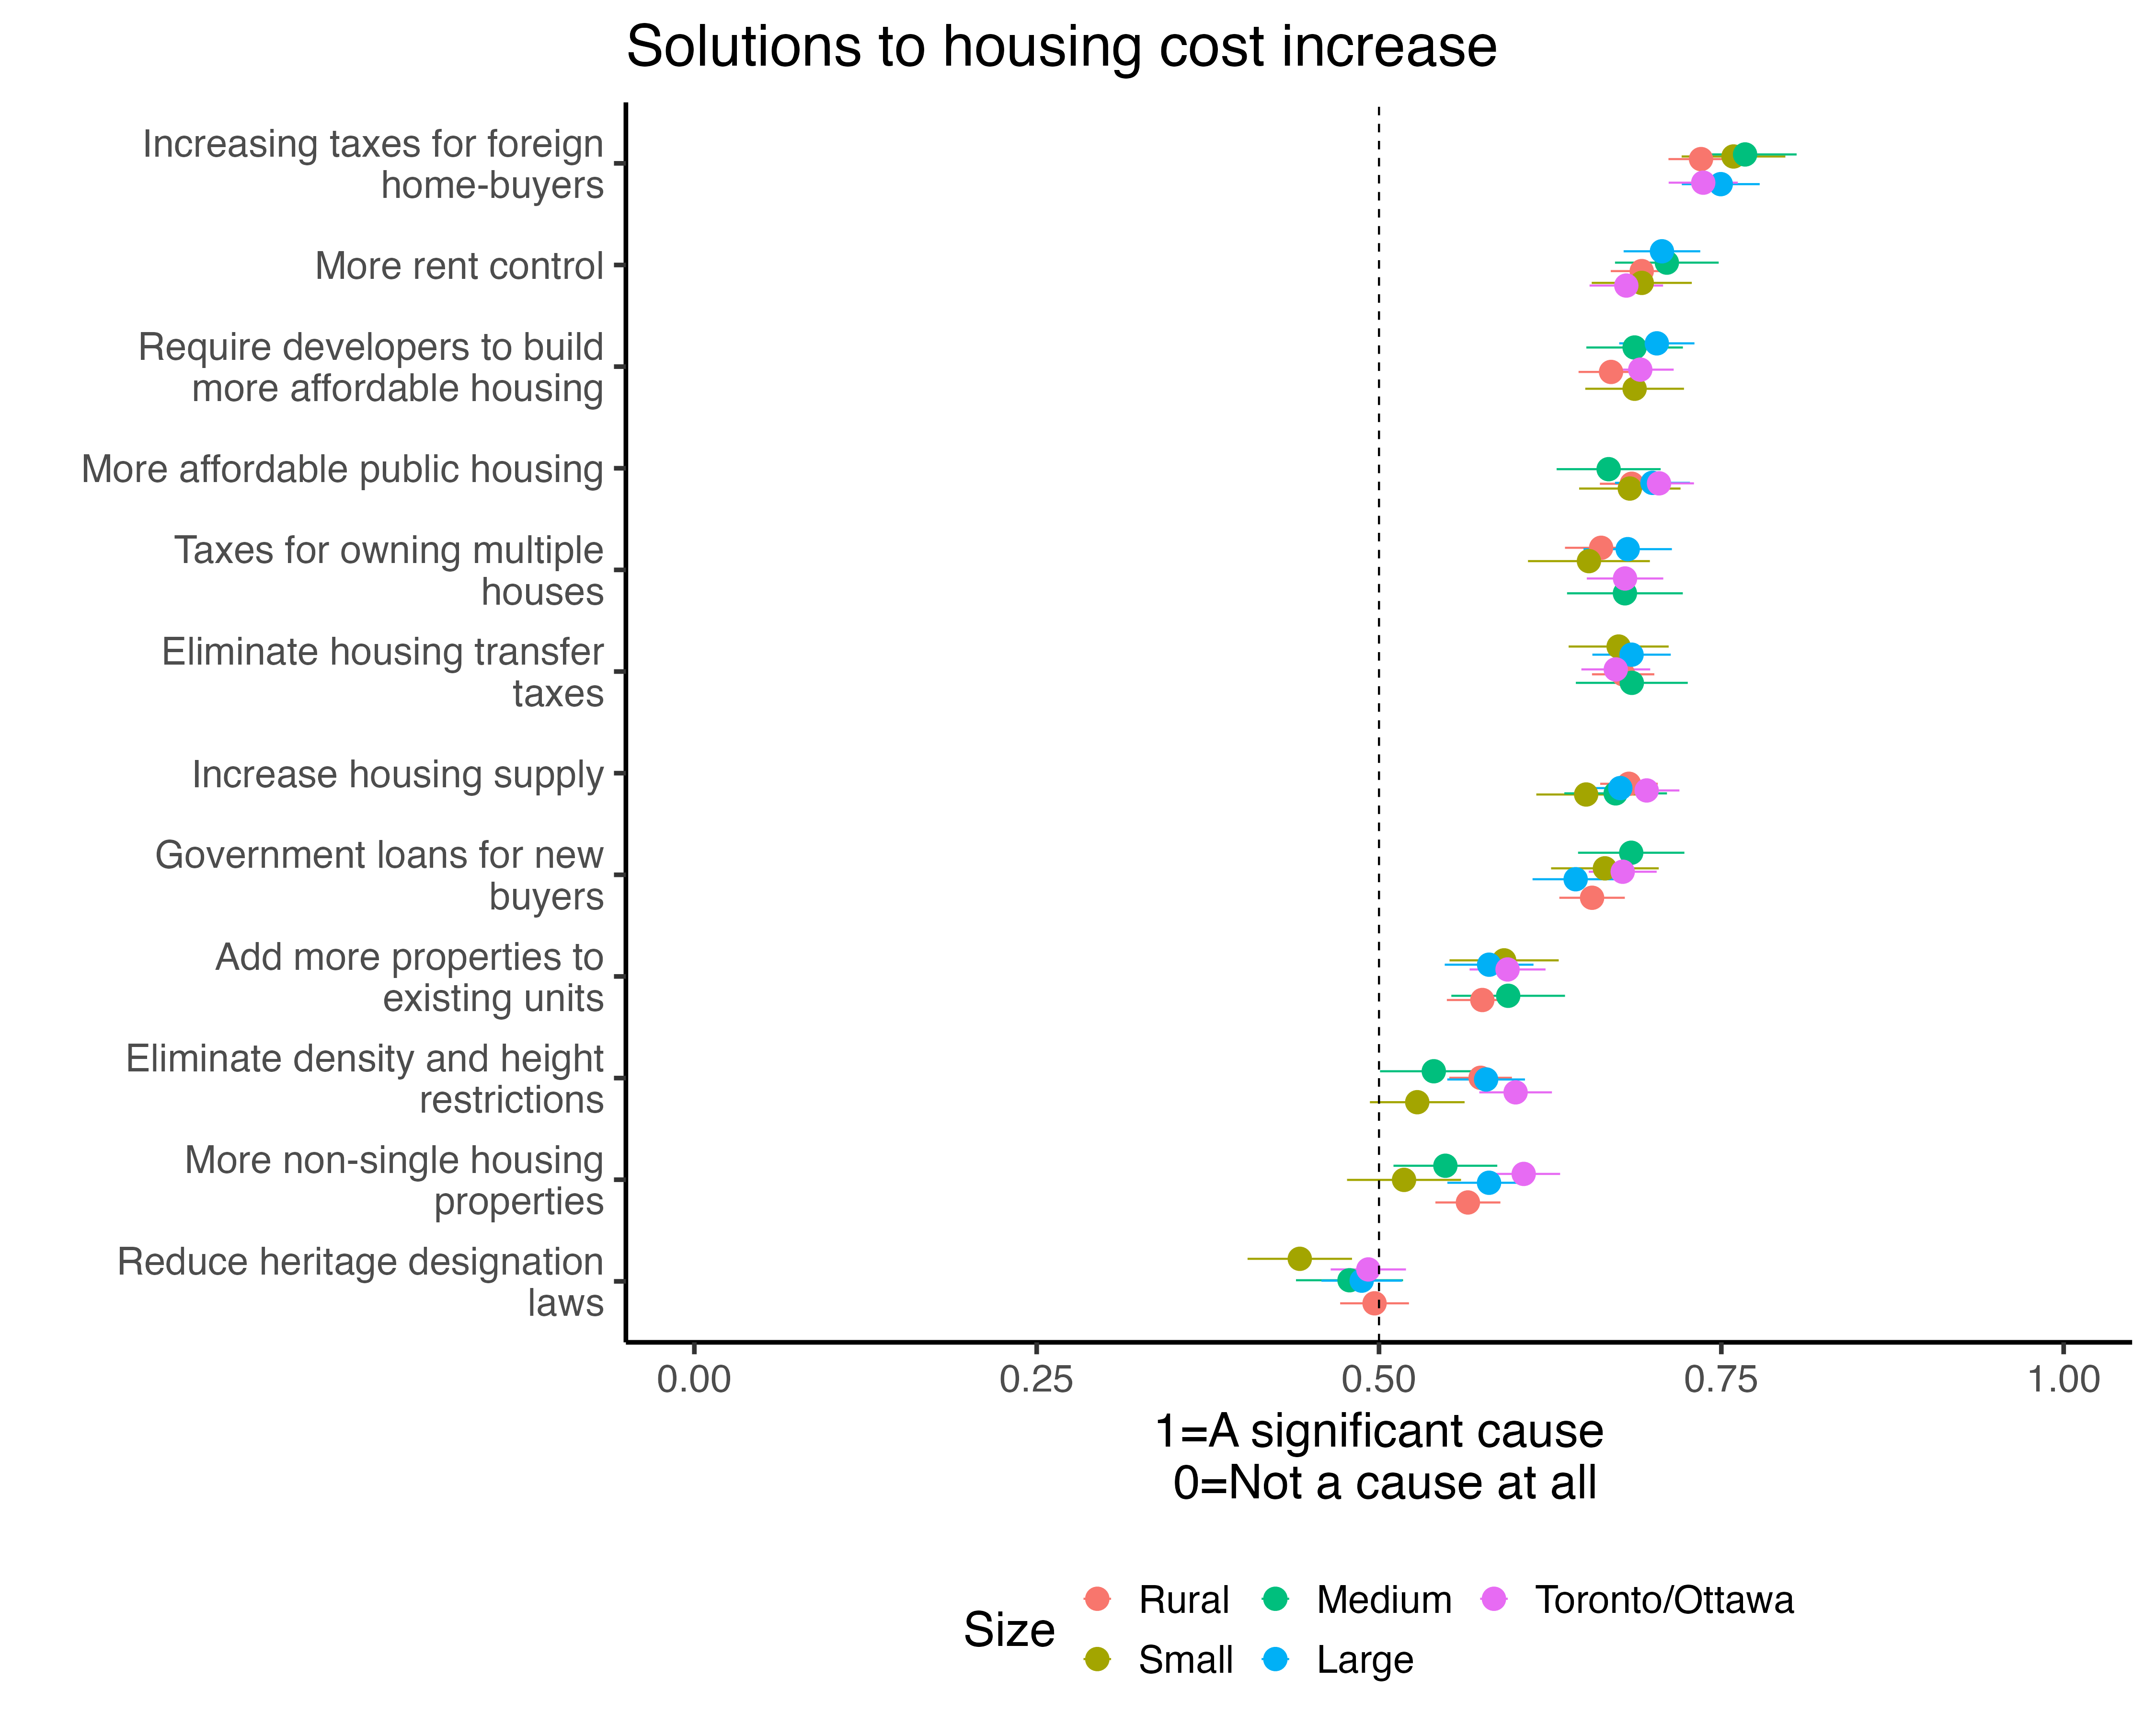 Solutions to housing cost increase
Increasing taxes for foreign
home-buyers
More rent control
Require developers to build
more affordable housing
More affordable public housing
Taxes for owning multiple
houses
Eliminate housing transfer
taxes
Increase housing supply
Government loans for new
buyers
Add more properties to
existing units
Eliminate density and height
restrictions
More non-single housing
properties
Reduce heritage designation
laws
0.00 0.25 0.50 0.75 1.00
1=A significant cause
0=Not a cause at all
Size
Rural Medium Toronto/Ottawa
Small Large